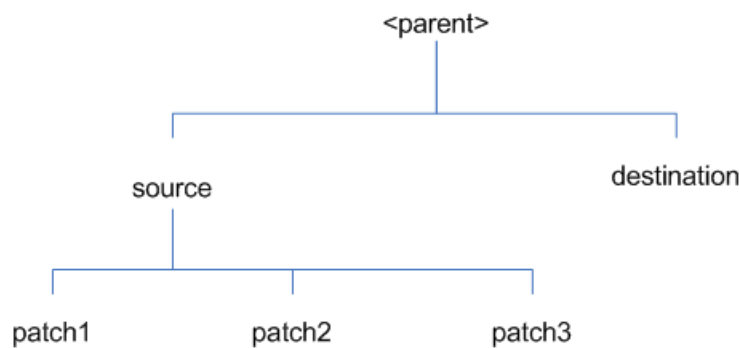 <parent>
source
destination
patch1
patch2
patch3